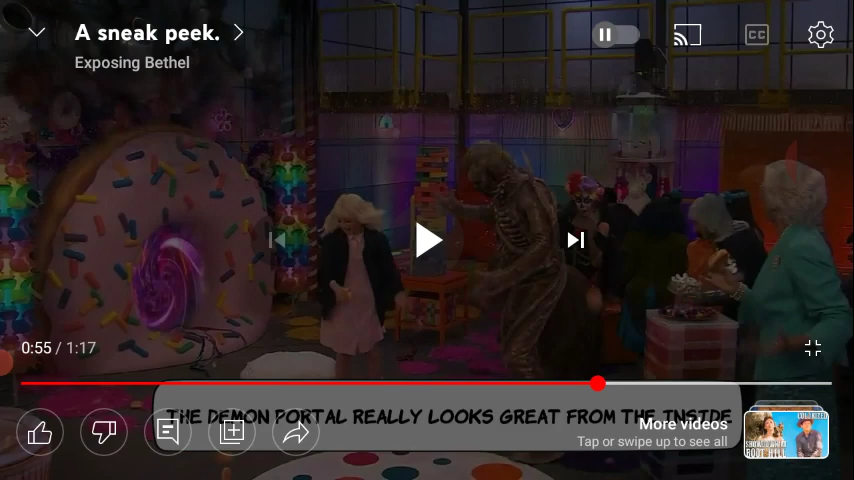 A sneak peek.
Exposing Bethel
CC
0:55 / 1:17
THE DEMON PORTAL REALLY LOOKS GREAT FROM THE INSIDE
More videos
Tap or swipe up to see all